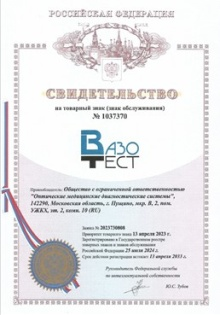 РОССИЙСКАЯ ФЕДЕРАЦИЯ
СВИДЕТЕЛЬСТВО
на товарный знак (знак обслуживания)
№ 1037370
ВАЗО
ТЕСТ
Правообладатель: Общество с ограниченной ответственностью
"Оптические медицинские диагностические системы",
142290, Московская область, г. Пущино, мкр. В, 2, пом.
УЖКХ, эт. 2, комн. 10 (RU)
Заявка № 2023730008
Приоритет товарного знака 13 апреля 2023 г.
Зарегистрировано в Государственном реестре
товарных знаков и знаков обслуживания
Российской Федерации 25 июля 2024 г.
Срок действия регистрации истекает 13 апреля 2033 г.
Руководитель Федеральной службы
по интеллектуальной собственности
Ю.С. Зубов